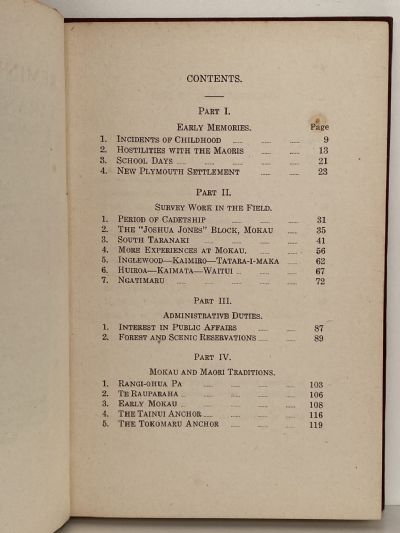 CONTENTS.
PART I.
EARLY MEMORIES. Page
1. INCIDENTS OF CHILDHOOD 9
2. HOSTILITIES WITH THE MAORIS 13
3. SCHOOL DAYS 21
4. NEW PLYMOUTH SETTLEMENT 23
PART II.
SURVEY WORK IN THE FIELD.
1. PERIOD OF CADETSHIP 31
2. THE "JOSHUA JONES" BLOCK, MOKAU 35
3. SOUTH TARANAKI 41
4. MORE EXPERIENCES AT MOKAU. 56
5. INGLEWOOD—KAIMIRO—TATARA-I-MAKA 62
6. HUIROA—KAIMATA—WAITUI 67
7. NGATIMARU 72
PART III.
ADMINISTRATIVE DUTIES.
1. INTEREST IN PUBLIC AFFAIRS 87
2. FOREST AND SCENIC RESERVATIONS 89
PART IV.
MOKAU AND MAORI TRADITIONS.
1. RANGI-OHUA PA 103
2. TE RAUPARAHA 106
3. EARLY MOKAU 108
4. THE TAINUI ANCHOR 116
5. THE TOKOMARU ANCHOR 119